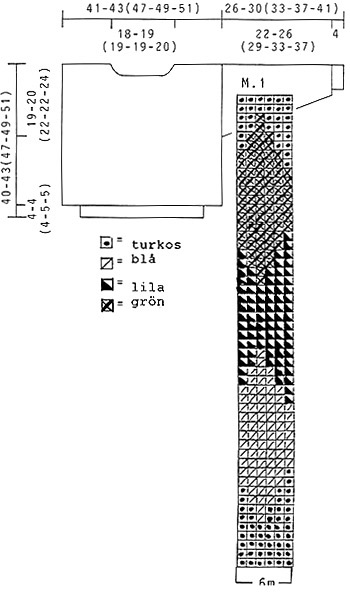 41-43(47-49-51) 26-30(33-37-41)
18-19
(19-19-20)
22-26
(29-33-37)
4
M.1
40-43(47-49-51)
19-20
(22-22-24)
4-4
(4-5-5)
= turkos
= blå
= lila
= grön
6m